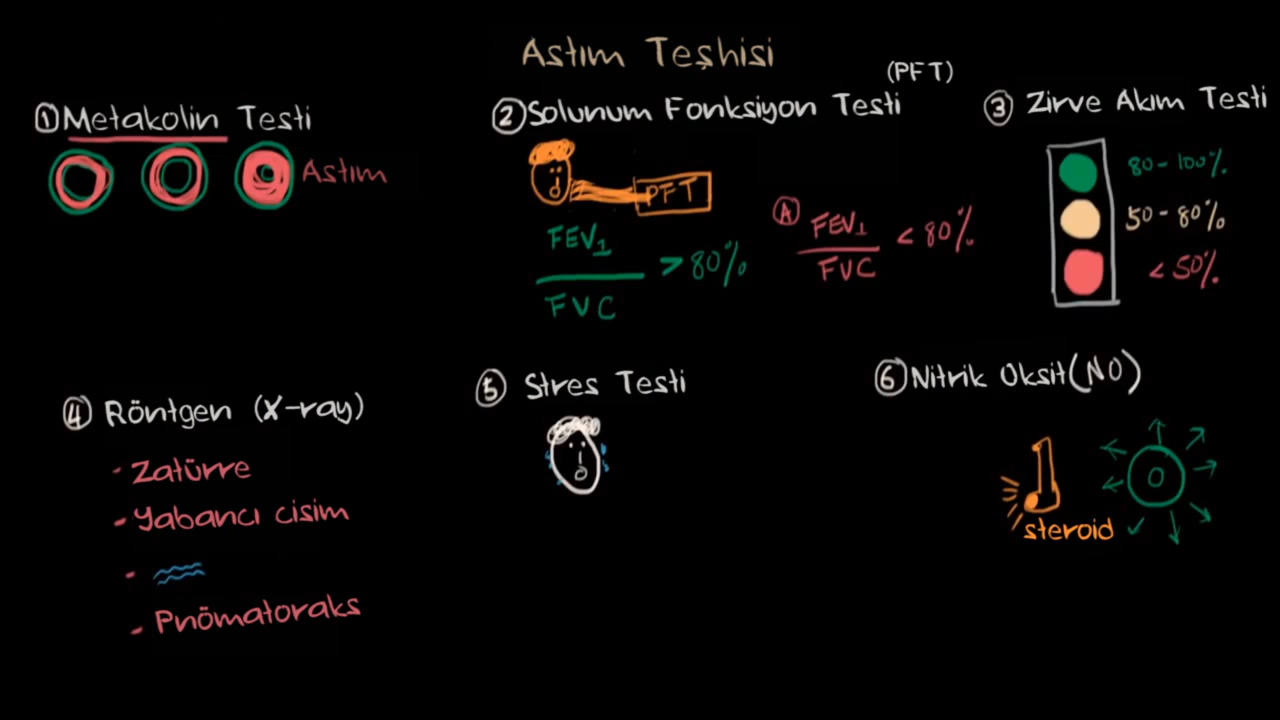 Astım Teşhisi
① Metakolin Testi
Astım
② Solunum Fonksiyon Testi (PFT)
PFT
FEV₁
FVC
> 80%
Ⓐ FEV₁
FVC
< 80%
③ Zirve Akım Testi
80 - 100%
50 - 80%
< 50%
④ Röntgen (X-ray)
- Zatürre
- Yabancı cisim
-
- Pnömatoraks
⑤ Stres Testi
⑥ Nitrik Oksit (NO)
steroid